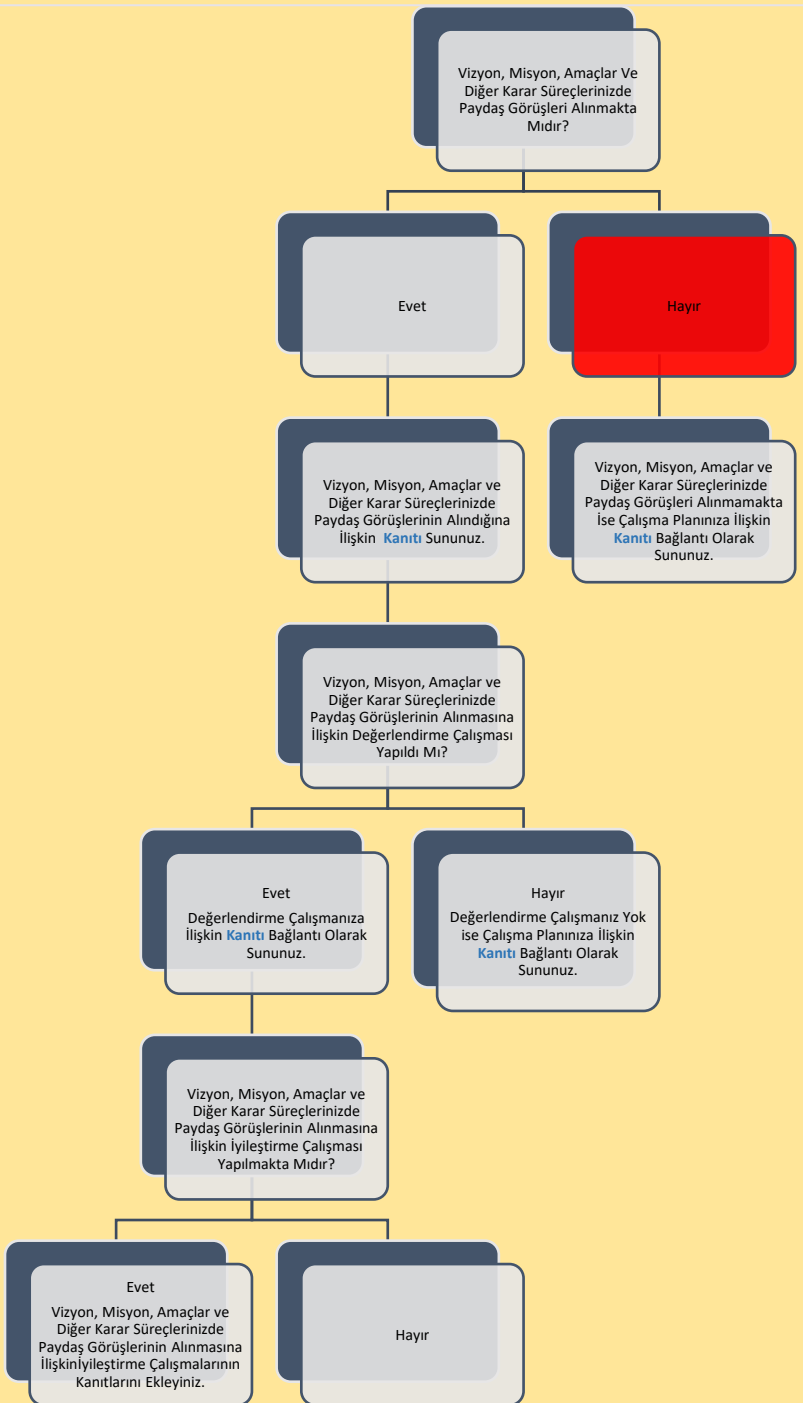 Vizyon, Misyon, Amaçlar Ve
Diğer Karar Süreçlerinizde
Paydaş Görüşleri Alınmakta
Mıdır?
Evet
Hayır
Vizyon, Misyon, Amaçlar ve
Diğer Karar Süreçlerinizde
Paydaş Görüşlerinin Alındığına
İlişkin Kanıtı Sununuz.
Vizyon, Misyon, Amaçlar ve
Diğer Karar Süreçlerinizde
Paydaş Görüşleri Alınmamakta
İse Çalışma Planınıza İlişkin
Kanıtı Bağlantı Olarak
Sununuz.
Vizyon, Misyon, Amaçlar ve
Diğer Karar Süreçlerinizde
Paydaş Görüşlerinin Alınmasına
İlişkin Değerlendirme Çalışması
Yapıldı Mı?
Evet
Değerlendirme Çalışmanıza
İlişkin Kanıtı Bağlantı Olarak
Sununuz.
Hayır
Değerlendirme Çalışmanız Yok
ise Çalışma Planınıza İlişkin
Kanıtı Bağlantı Olarak
Sununuz.
Vizyon, Misyon, Amaçlar ve
Diğer Karar Süreçlerinizde
Paydaş Görüşlerinin Alınmasına
İlişkin İyileştirme Çalışması
Yapılmakta Mıdır?
Evet
Vizyon, Misyon, Amaçlar ve
Diğer Karar Süreçlerinizde
Paydaş Görüşlerinin Alınmasına
İlişkinİyileştirme Çalışmalarının
Kanıtlarını Ekleyiniz.
Hayır